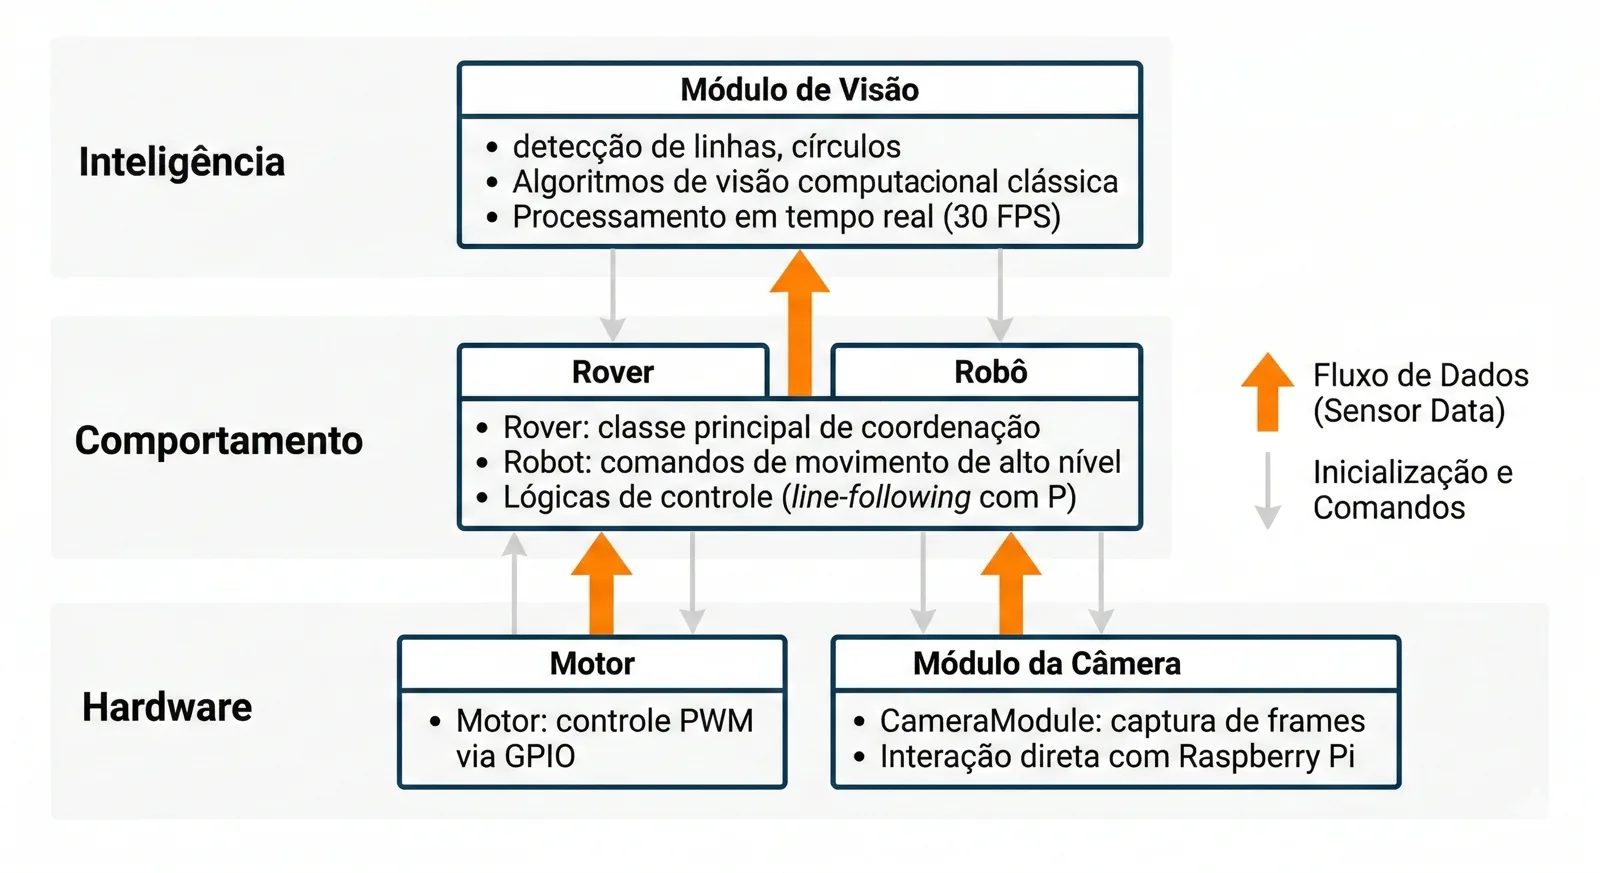 Inteligência
Módulo de Visão
• detecção de linhas, círculos
• Algoritmos de visão computacional clássica
• Processamento em tempo real (30 FPS)
Comportamento
Rover
Robô
• Rover: classe principal de coordenação
• Robot: comandos de movimento de alto nível
• Lógicas de controle (line-following com P)
Fluxo de Dados
(Sensor Data)
Inicialização e
Comandos
Hardware
Motor
• Motor: controle PWM
via GPIO
Módulo da Câmera
• CameraModule: captura de frames
• Interação direta com Raspberry Pi